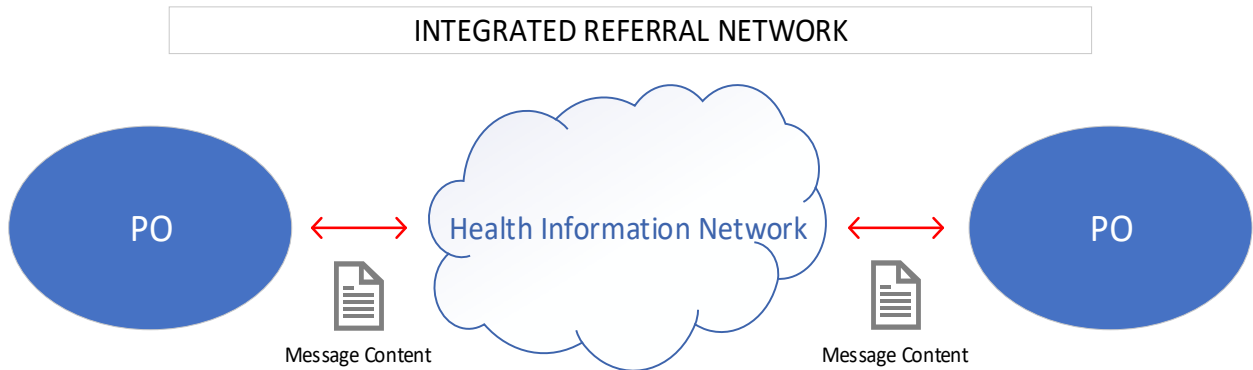 INTEGRATED REFERRAL NETWORK
PO
Health Information Network
PO
Message Content
Message Content